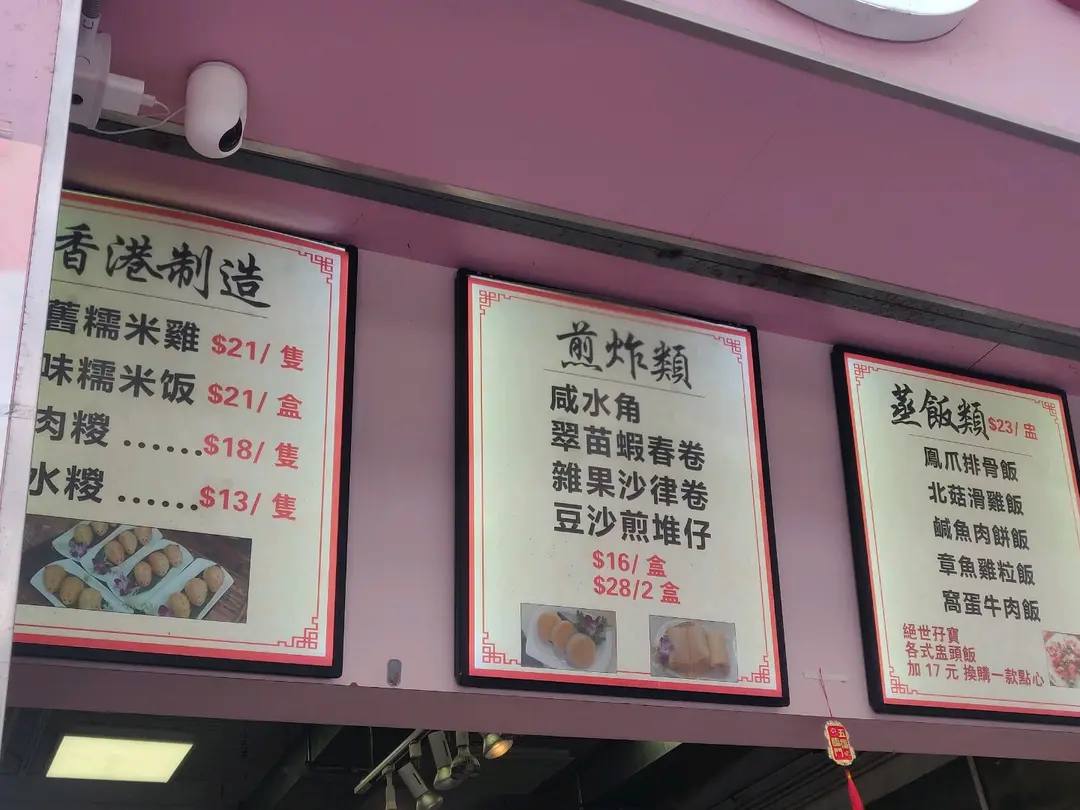 香港制造
舊糯米雞 $21/ 隻
味糯米饭 $21/ 盒
肉糉 ......$18/ 隻
水糉 ......$13/ 隻
煎炸類
咸水角
翠苗蝦春卷
雜果沙律卷
豆沙煎堆仔
$16/ 盒
$28/2 盒
蒸飯類 $23/ 盅
鳳爪排骨飯
北菇滑雞飯
鹹魚肉餅飯
章魚雞粒飯
窩蛋牛肉飯
絕世孖寶
各式盅頭飯
加 17 元 換購一款點心